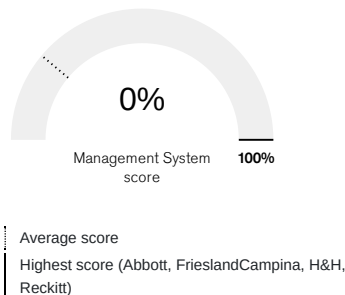 0%
Management System
score
100%
Average score
Highest score (Abbott, FrieslandCampina, H&H,
Reckitt)